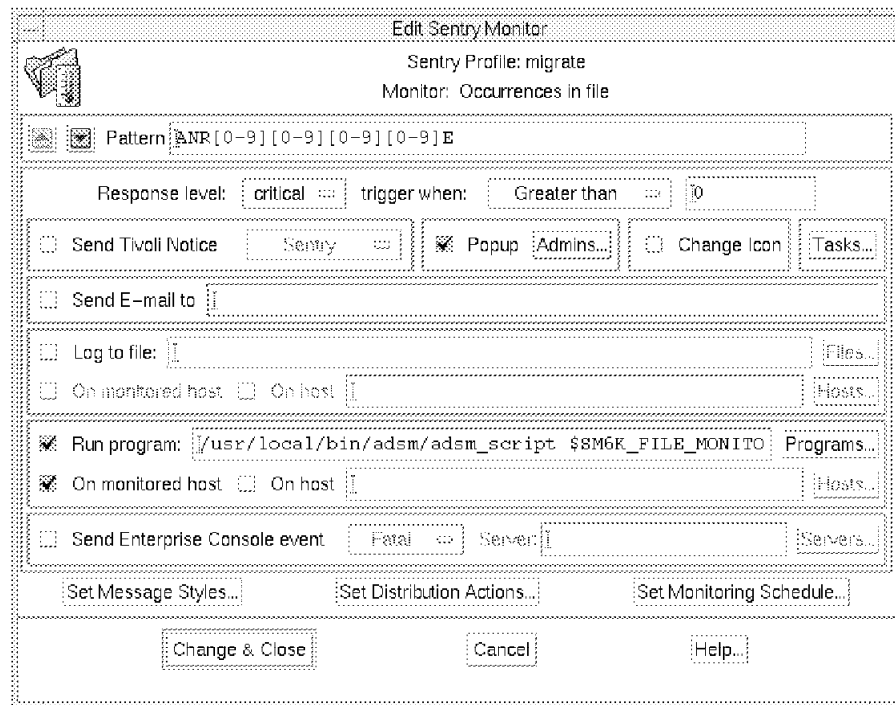 Edit Sentry Monitor
Sentry Profile: migrate
Monitor: Occurrences in file
Pattern ANR[0-9][0-9][0-9][0-9]E
Response level: critical trigger when: Greater than 0
Send Tivoli Notice Sentry Popup Admins... Change Icon Tasks...
Send E-mail to
Log to file: Files...
On monitored host On host Hosts...
Run program: /usr/local/bin/adsm/adsm_script $SM6K_FILE_MONITO Programs...
On monitored host On host Hosts...
Send Enterprise Console event Fatal Server: Servers...
Set Message Styles... Set Distribution Actions... Set Monitoring Schedule...
Change & Close Cancel Help...